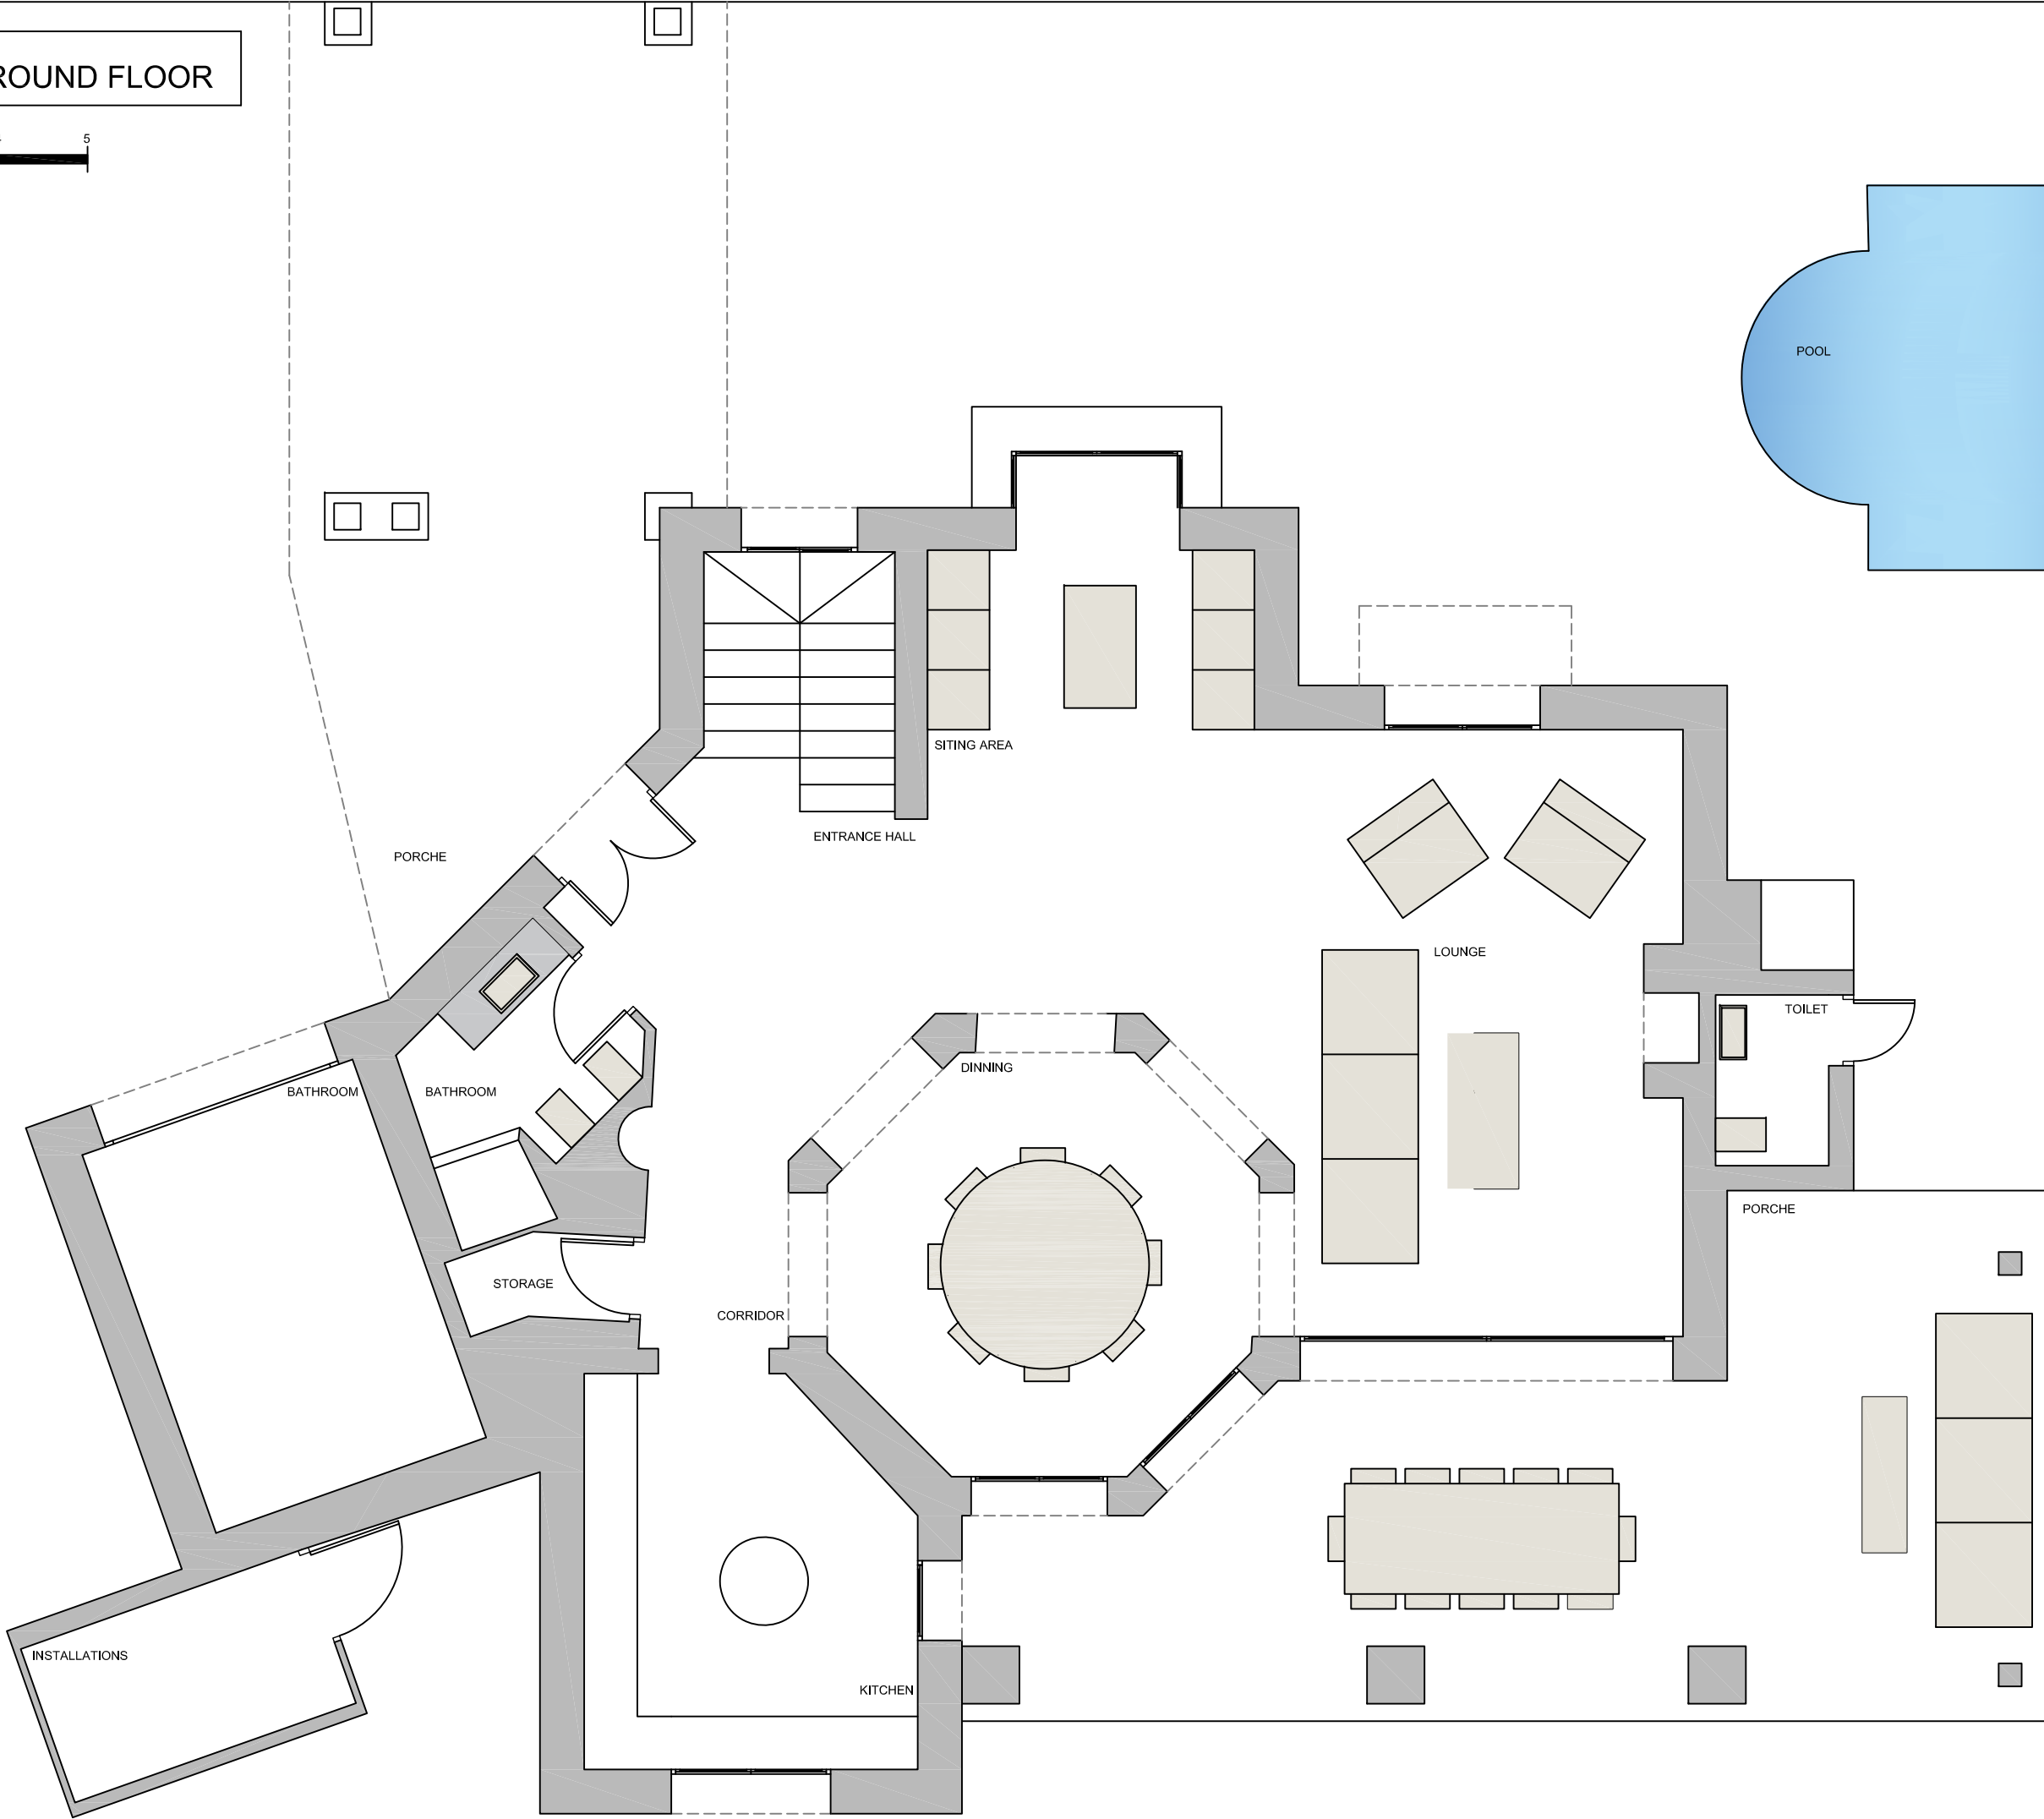 ROUND FLOOR
5
POOL
SITING AREA
ENTRANCE HALL
PORCHE
LOUNGE
TOILET
DINNING
BATHROOM
BATHROOM
PORCHE
STORAGE
CORRIDOR
INSTALLATIONS
KITCHEN